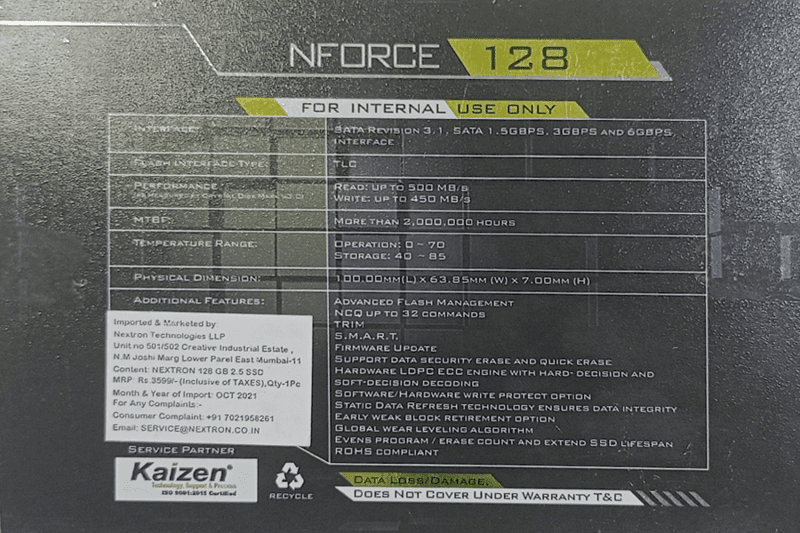 NFORCE 128
FOR INTERNAL USE ONLY
INTERFACE: SATA REVISION 3.1, SATA 1.5GBPS, 3GBPS AND 6GBPS,
INTERFACE
FLASH INTERFACE TYPE TLC
PERFORMANCE READ: UP TO 500 MB/s
WRITE: UP TO 450 MB/s
MTBF: MORE THAN 2,000,000 HOURS
TEMPERATURE RANGE: OPERATION: 0 ~ 70
STORAGE: 40 ~ 85
PHYSICAL DIMENSION: 100.00MM(L) X 63.85MM (W) X 7.00MM (H)
ADDITIONAL FEATURES: ADVANCED FLASH MANAGEMENT
NCQ UP TO 32 COMMANDS
TRIM
S.M.A.R.T.
FIRMWARE UPDATE
SUPPORT DATA SECURITY ERASE AND QUICK ERASE
HARDWARE LDPC ECC ENGINE WITH HARD- DECISION AND
SOFT-DECISION DECODING
SOFTWARE/HARDWARE WRITE PROTECT OPTION
STATIC DATA REFRESH TECHNOLOGY ENSURES DATA INTEGRITY
EARLY WEAK BLOCK RETIREMENT OPTION
GLOBAL WEAR LEVELING ALGORITHM
EVENS PROGRAM / ERASE COUNT AND EXTEND SSD LIFESPAN
ROHS COMPLIANT
Imported & Marketed by:
Nextron Technologies LLP
Unit no 501/502 Creative Industrial Estate ,
N.M Joshi Marg Lower Parel East Mumbai-11
Content: NEXTRON 128 GB 2.5 SSD
MRP: Rs.3599/- (Inclusive of TAXES),Qty-1Pc
Month & Year of Import: OCT 2021
For Any Complaints:-
Consumer Complaint: +91 7021958261
Email: SERVICE@NEXTRON.CO.IN
SERVICE PARTNER
Kaizen®
Technology, Support & Process
ISO 9001:2015 Certified
RECYCLE
DATA LOSS/DAMAGE,
DOES NOT COVER UNDER WARRANTY T&C